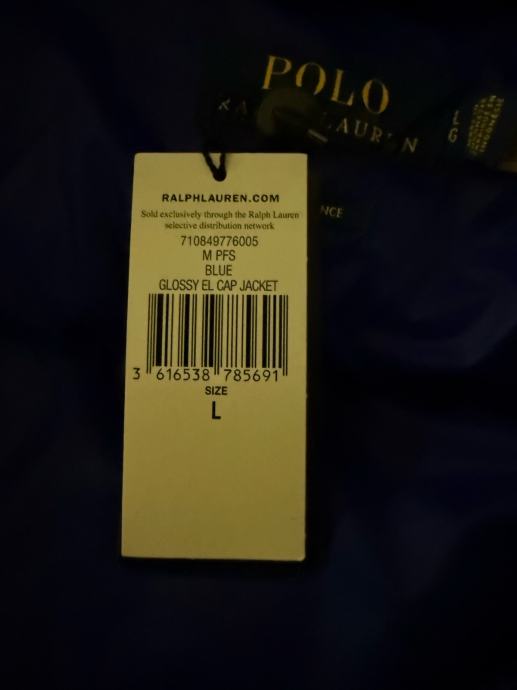 POLO
RA LAUREN
L
G
NCE
RALPHLAUREN.COM
Sold exclusively through the Ralph Lauren
selective distribution network
710849776005
M PFS
BLUE
GLOSSY EL CAP JACKET
3 616538 785691
SIZE
L